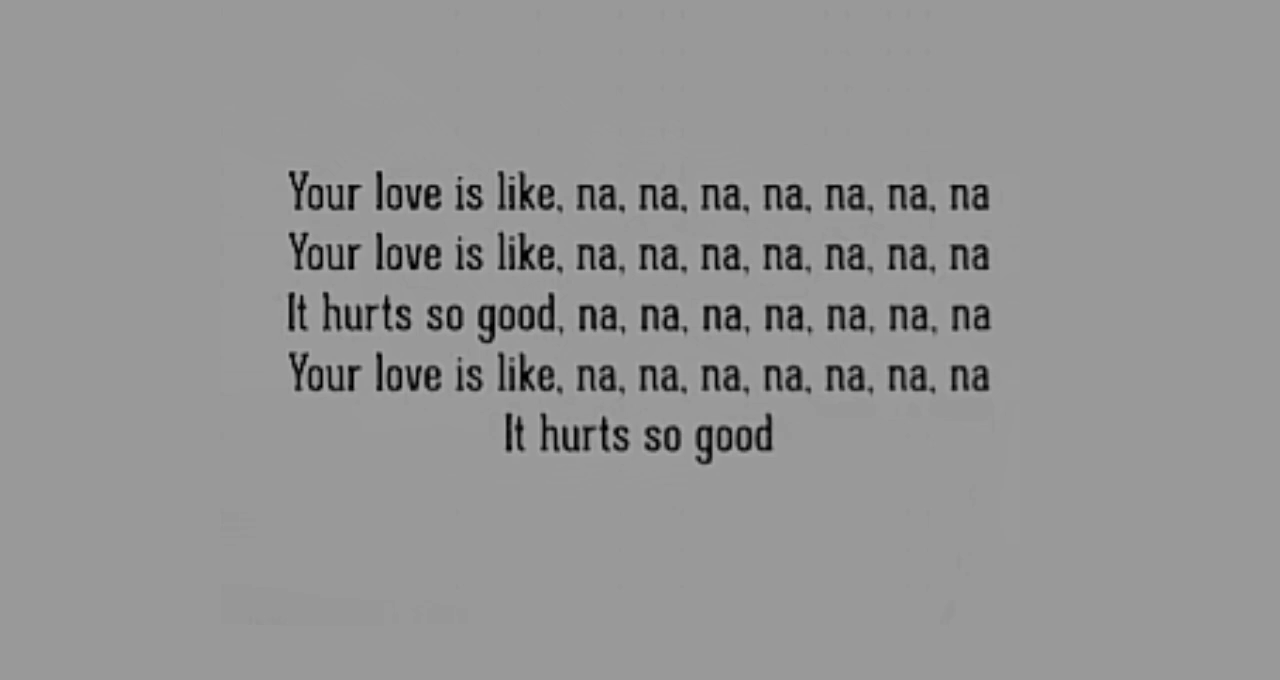 Your love is like, na, na, na, na, na, na, na
Your love is like, na, na, na, na, na, na, na
It hurts so good, na, na, na, na, na, na, na
Your love is like, na, na, na, na, na, na, na
It hurts so good